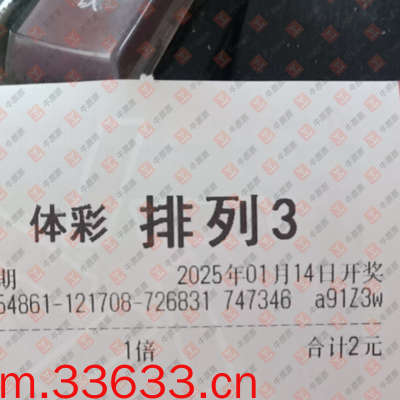 体彩 排列3
期 2025年01月14日开奖
54861-121708-726831 747346 a91Z3w
1倍 合计2元
m.33633.cn